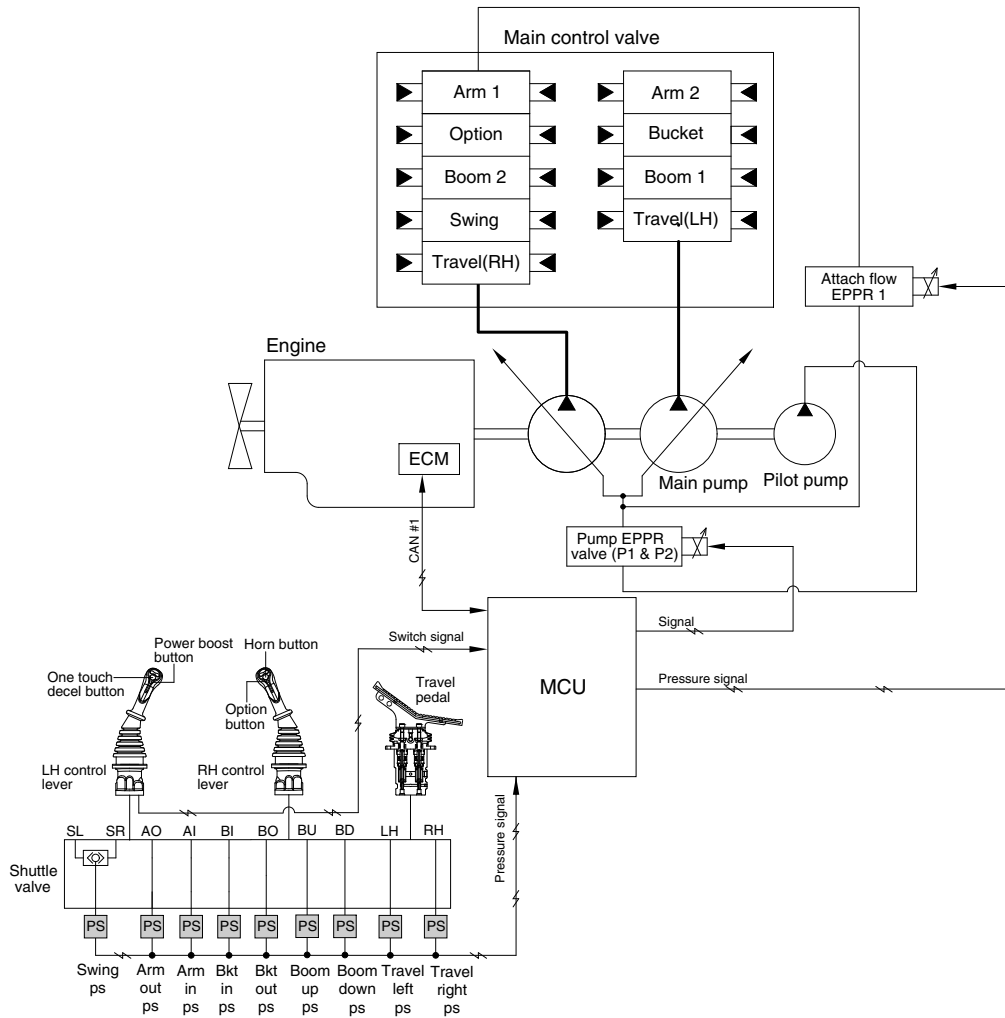 Main control valve
Arm 1
Arm 2
Option
Bucket
Boom 2
Boom 1
Swing
Travel(LH)
Travel(RH)
Attach flow
EPPR 1
Engine
ECM
Main pump
Pilot pump
CAN #1
Pump EPPR
valve (P1 & P2)
Power boost
button
Horn button
Switch signal
Signal
One touch
decel button
Option
button
Travel
pedal
MCU
Pressure signal
LH control
lever
RH control
lever
Pressure signal
SL
SR
AO
AI
BI
BO
BU
BD
LH
RH
Shuttle
valve
PS
PS
PS
PS
PS
PS
PS
PS
PS
Swing
ps
Arm
out
ps
Arm
in
ps
Bkt
in
ps
Bkt
out
ps
Boom
up
ps
Boom
down
ps
Travel
left
ps
Travel
right
ps